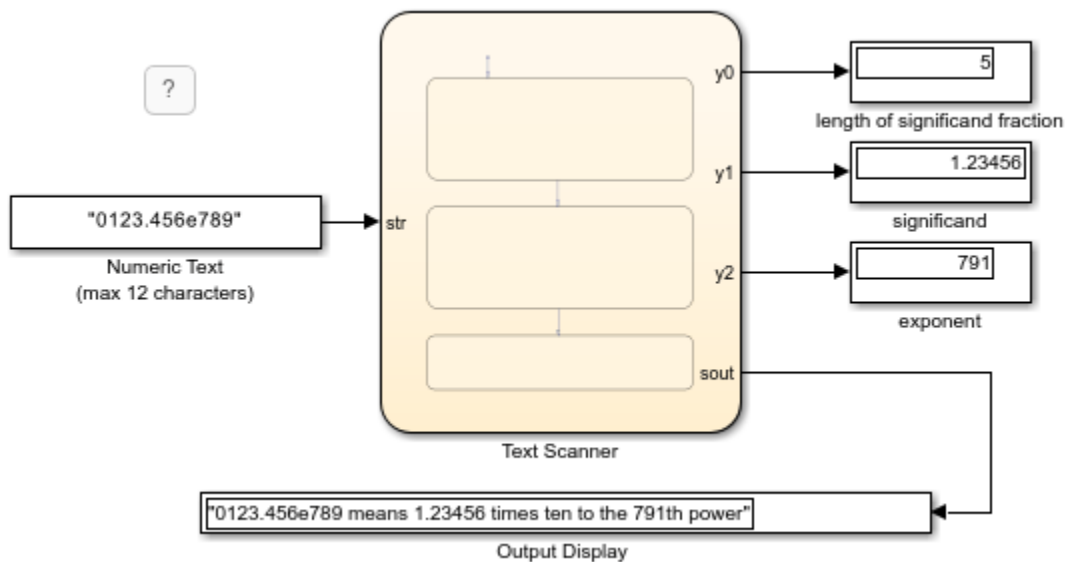 ?
"0123.456e789"
Numeric Text
(max 12 characters)
str
y0
y1
y2
sout
Text Scanner
5
length of significand fraction
1.23456
significand
791
exponent
"0123.456e789 means 1.23456 times ten to the 791th power"
Output Display